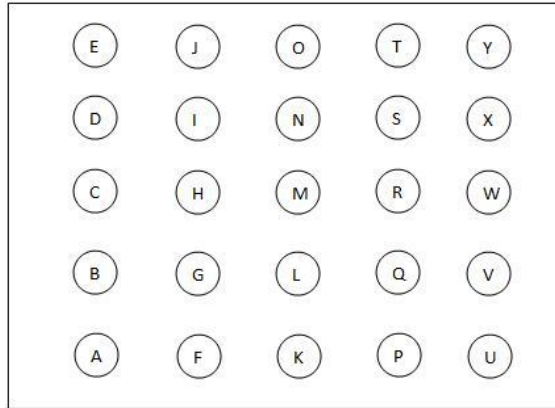 E J O T Y
D I N S X
C H M R W
B G L Q V
A F K P U